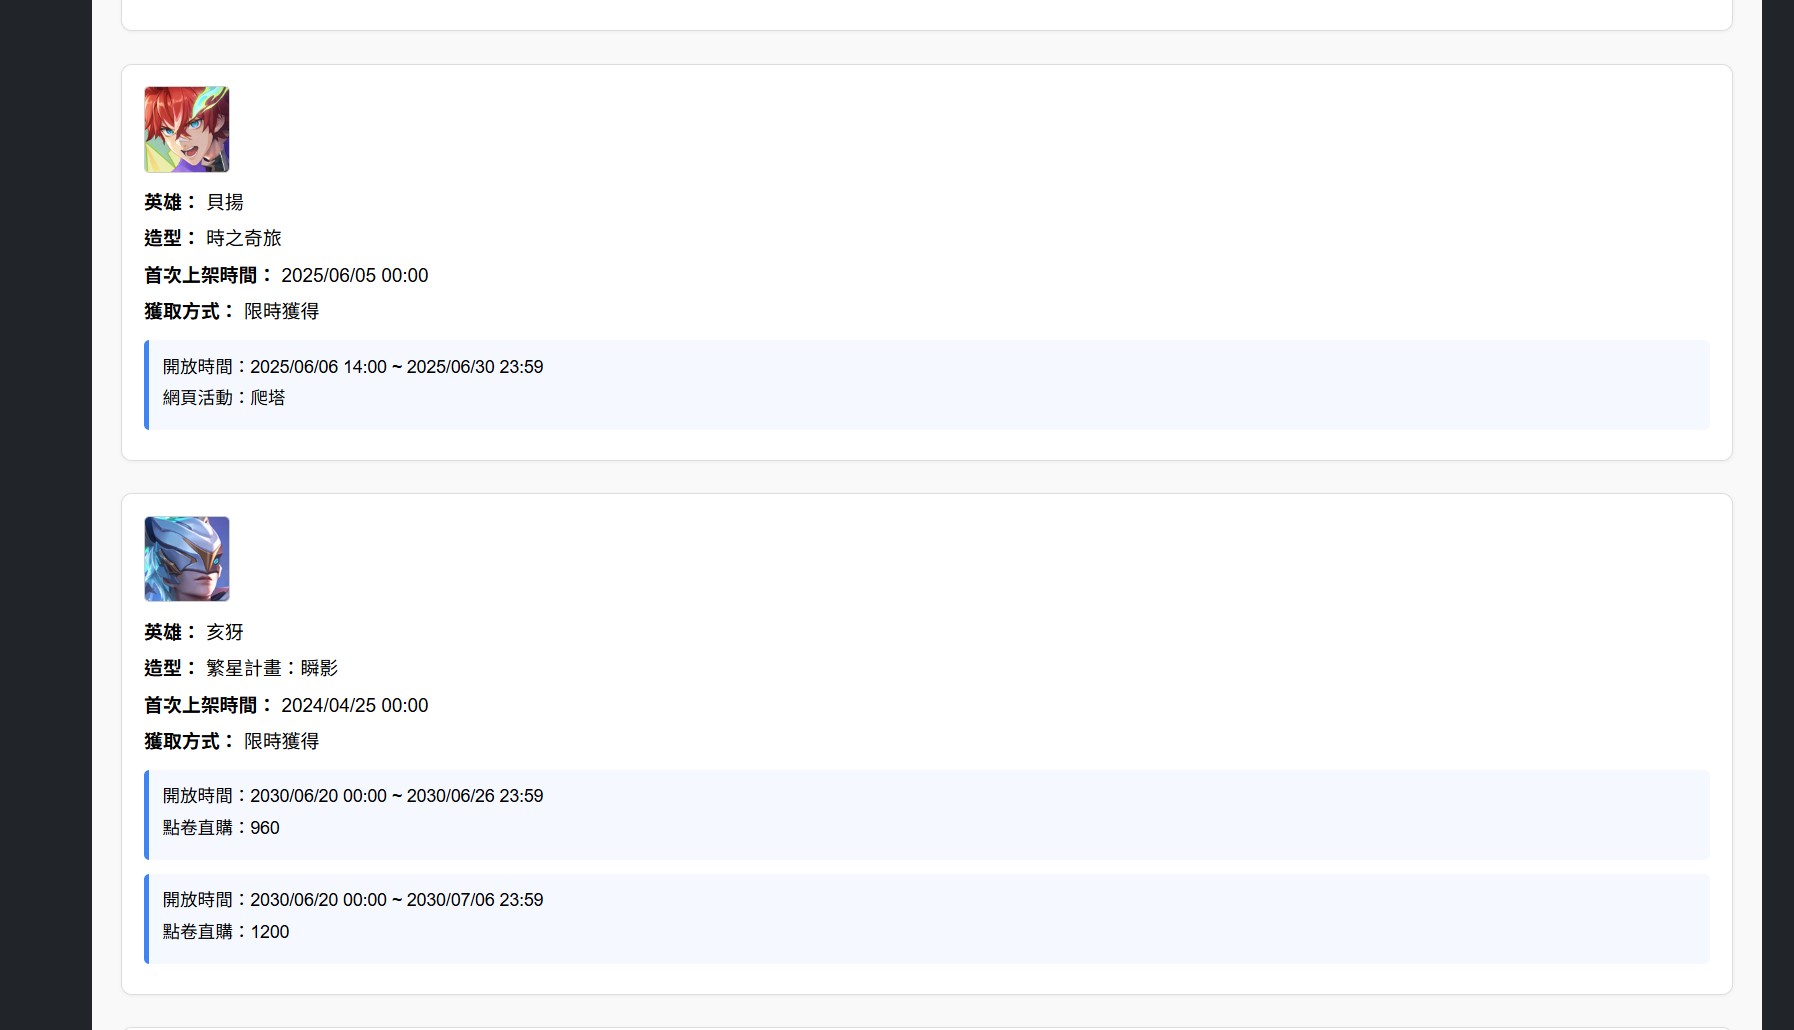 英雄： 貝揚
造型： 時之奇旅
首次上架時間： 2025/06/05 00:00
獲取方式： 限時獲得
開放時間：2025/06/06 14:00 ~ 2025/06/30 23:59
網頁活動：爬塔
英雄： 亥犽
造型： 繁星計畫：瞬影
首次上架時間： 2024/04/25 00:00
獲取方式： 限時獲得
開放時間：2030/06/20 00:00 ~ 2030/06/26 23:59
點卷直購：960
開放時間：2030/06/20 00:00 ~ 2030/07/06 23:59
點卷直購：1200